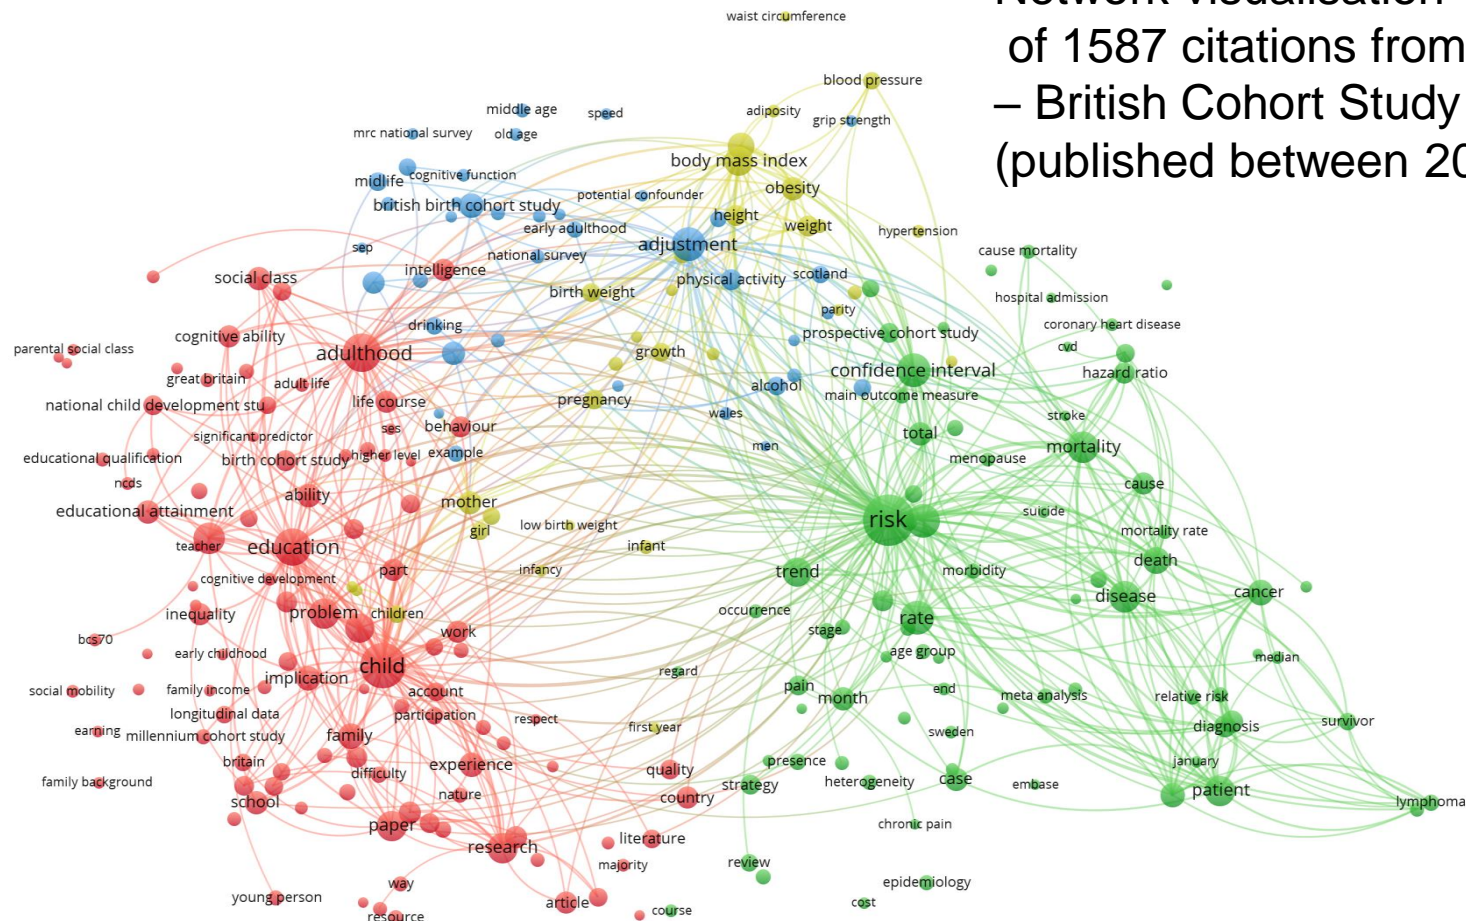 of 1587 citations from
– British Cohort Study
(published between 20
waist circumference
blood pressure
adiposity
grip strength
middle age
speed
mrc national survey
old age
body mass index
cognitive function
midlife
potential confounder
obesity
british birth cohort study
height
weight
early adulthood
hypertension
sep
adjustment
national survey
cause mortality
social class
intelligence
physical activity
scotland
birth weight
hospital admission
parity
drinking
coronary heart disease
cognitive ability
prospective cohort study
cvd
parental social class
adulthood
growth
confidence interval
hazard ratio
great britain
adult life
alcohol
main outcome measure
national child development stu
life course
pregnancy
wales
stroke
ses
behaviour
significant predictor
total
men
mortality
educational qualification
birth cohort study
higher level
example
menopause
ncds
cause
ability
mother
educational attainment
risk
suicide
girl
low birth weight
mortality rate
teacher
education
infant
death
cognitive development
part
infancy
trend
morbidity
disease
cancer
inequality
problem
children
occurrence
rate
bcs70
work
stage
early childhood
child
age group
median
social mobility
family income
implication
account
regard
pain
month
end
meta analysis
relative risk
longitudinal data
participation
respect
first year
diagnosis
survivor
earning
millennium cohort study
family
sweden
britain
difficulty
experience
quality
presence
january
family background
nature
country
strategy
heterogeneity
case
embase
patient
school
lymphoma
paper
research
literature
chronic pain
majority
review
way
epidemiology
young person
article
course
cost
resource